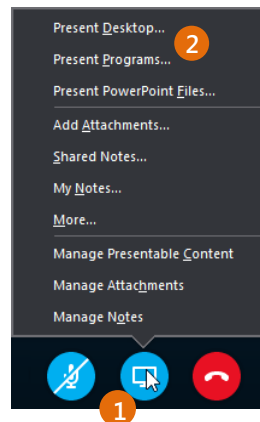 Present Desktop...
2
Present Programs...
Present PowerPoint Files...
Add Attachments...
Shared Notes...
My Notes...
More...
Manage Presentable Content
Manage Attachments
Manage Notes
1